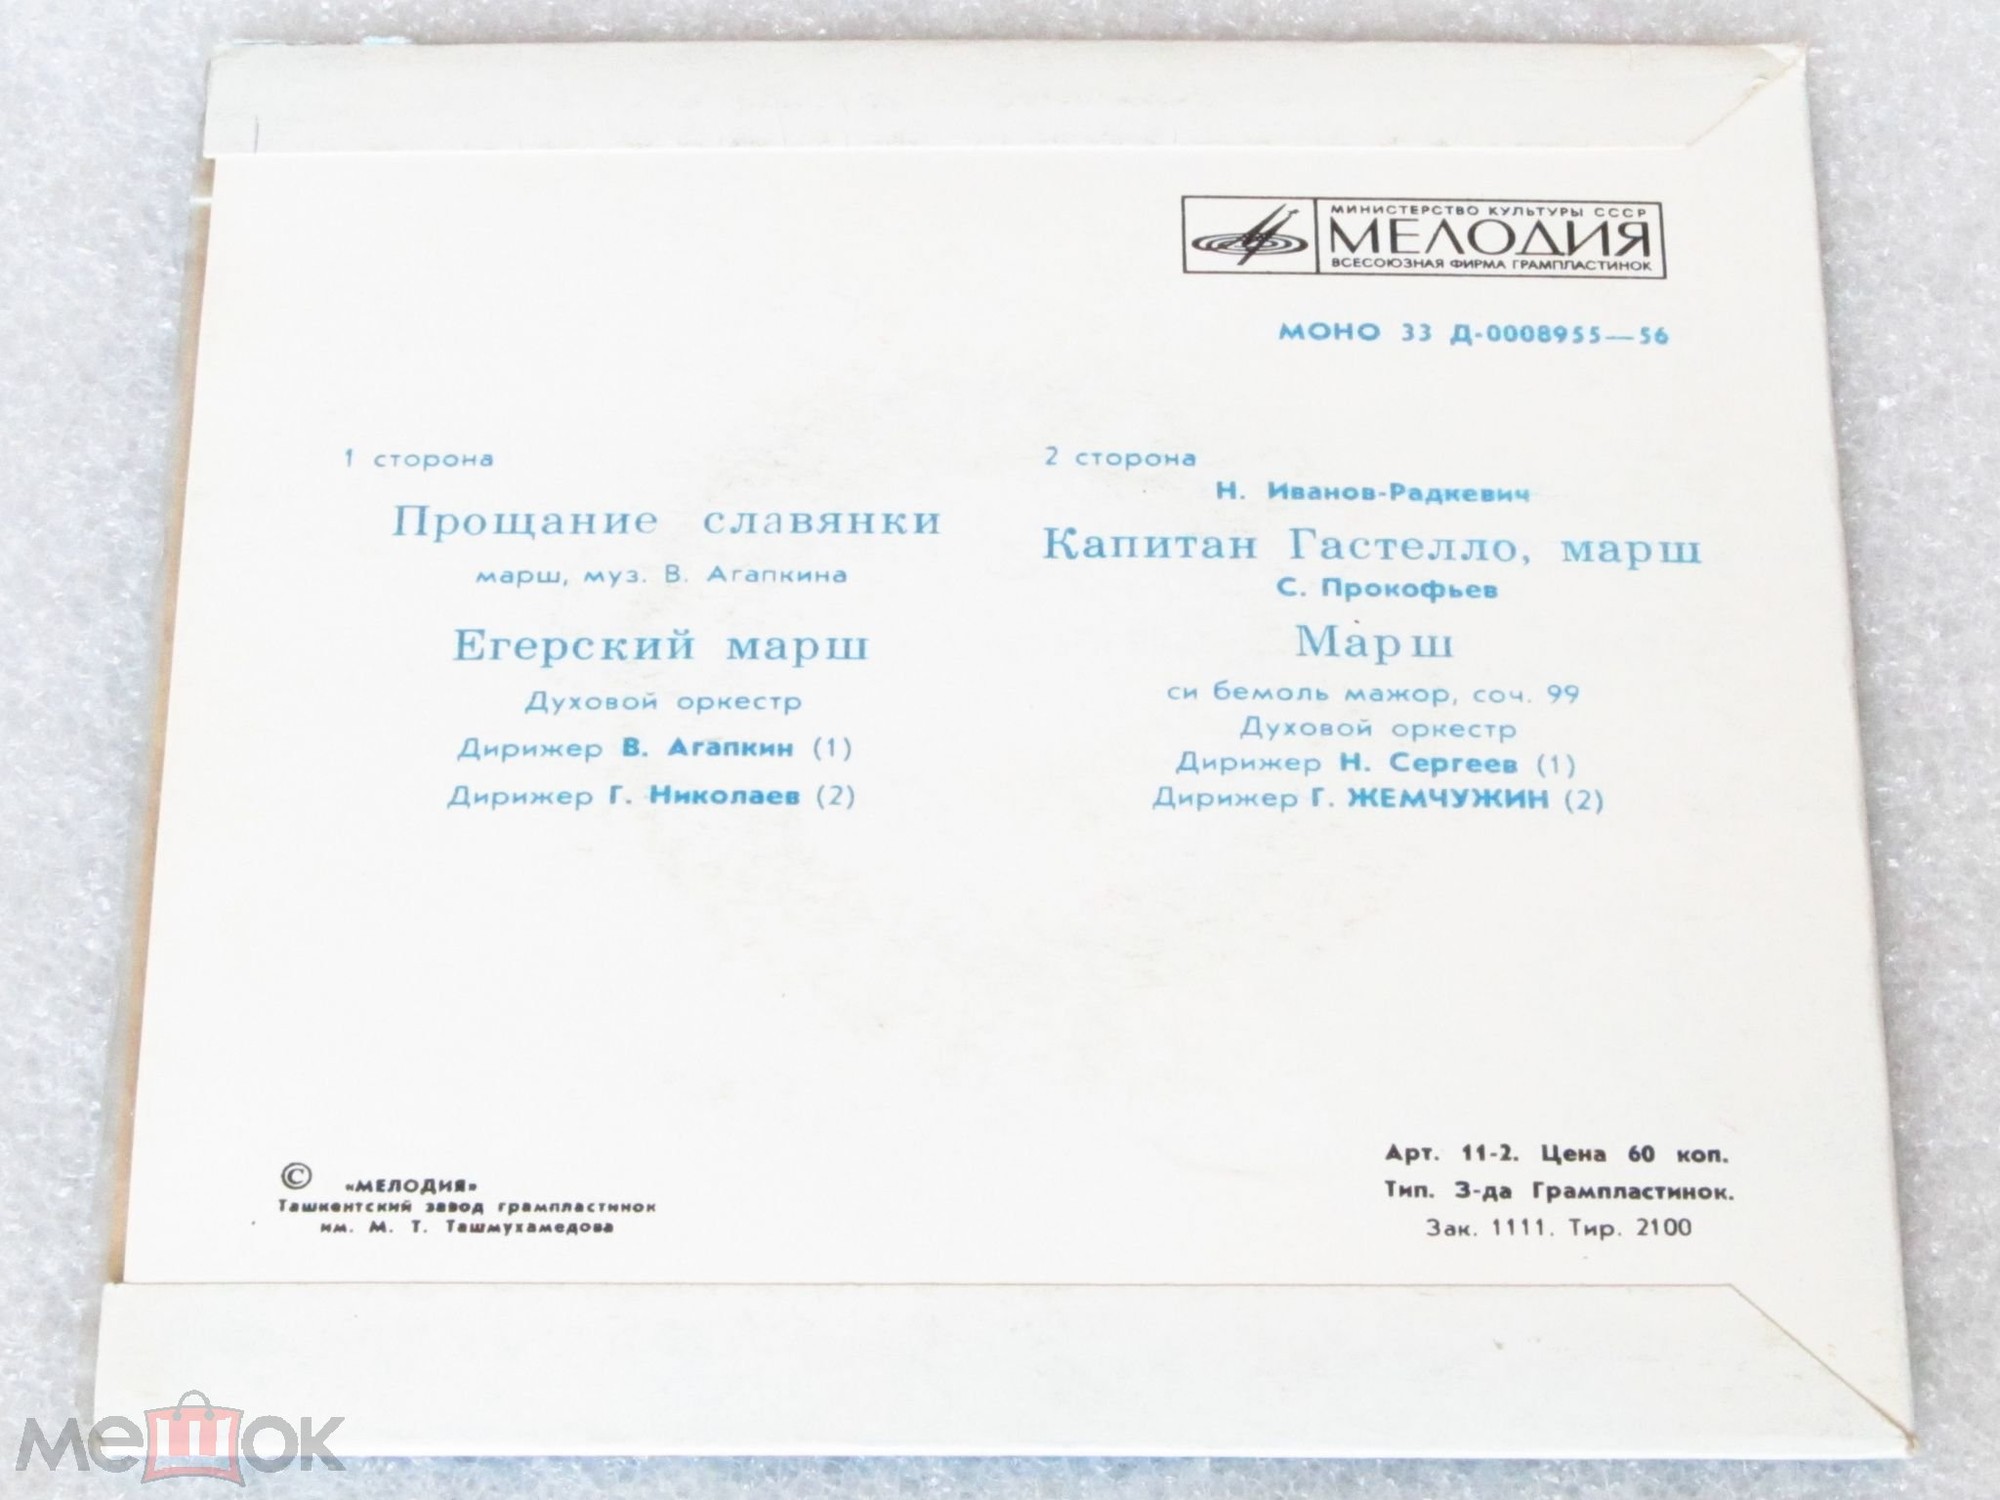 МИНИСТЕРСТВО КУЛЬТУРЫ СССР
МЕЛОДИЯ
ВСЕСОЮЗНАЯ ФИРМА ГРАМПЛАСТИНОК
МОНО 33 Д-0008955—56
1 сторона
Прощание славянки
марш, муз. В. Агапкина
Егерский марш
Духовой оркестр
Дирижер В. Агапкин (1)
Дирижер Г. Николаев (2)
2 сторона
Н. Иванов-Радкевич
Капитан Гастелло, марш
С. Прокофьев
Марш
си бемоль мажор, соч. 99
Духовой оркестр
Дирижер Н. Сергеев (1)
Дирижер Г. ЖЕМЧУЖИН (2)
© «МЕЛОДИЯ»
Ташкентский завод грампластинок
им. М. Т. Ташмухамедова
Арт. 11-2. Цена 60 коп.
Тип. З-да Грампластинок.
Зак. 1111. Тир. 2100
мешок